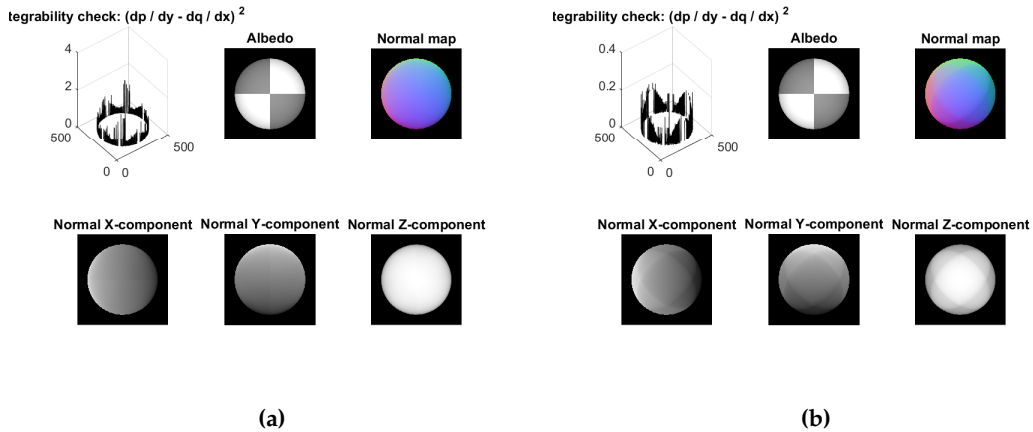 tegrability check: (dp / dy - dq / dx) 2
4
2
0
500
0 0
500
Albedo
Normal map
Normal X-component
Normal Y-component
Normal Z-component
(a)
tegrability check: (dp / dy - dq / dx) 2
0.4
0.2
0
500
0 0
500
Albedo
Normal map
Normal X-component
Normal Y-component
Normal Z-component
(b)